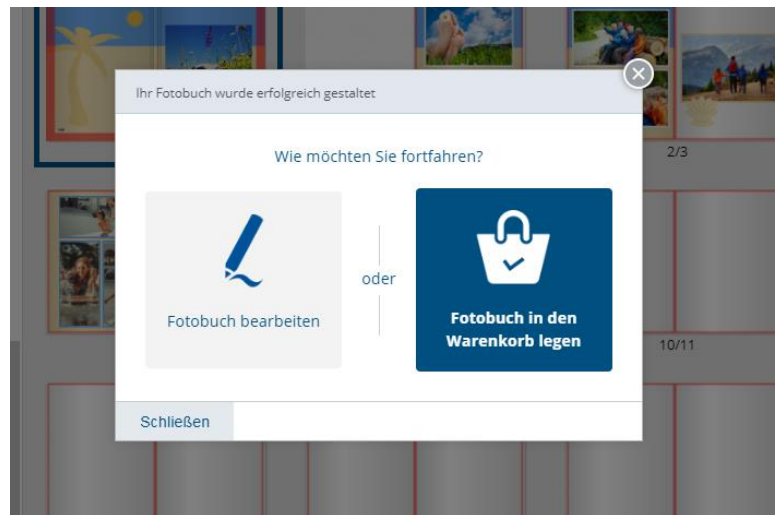 Ihr Fotobuch wurde erfolgreich gestaltet
Wie möchten Sie fortfahren?
2/3
Fotobuch bearbeiten
oder
Fotobuch in den
Warenkorb legen
10/11
Schließen